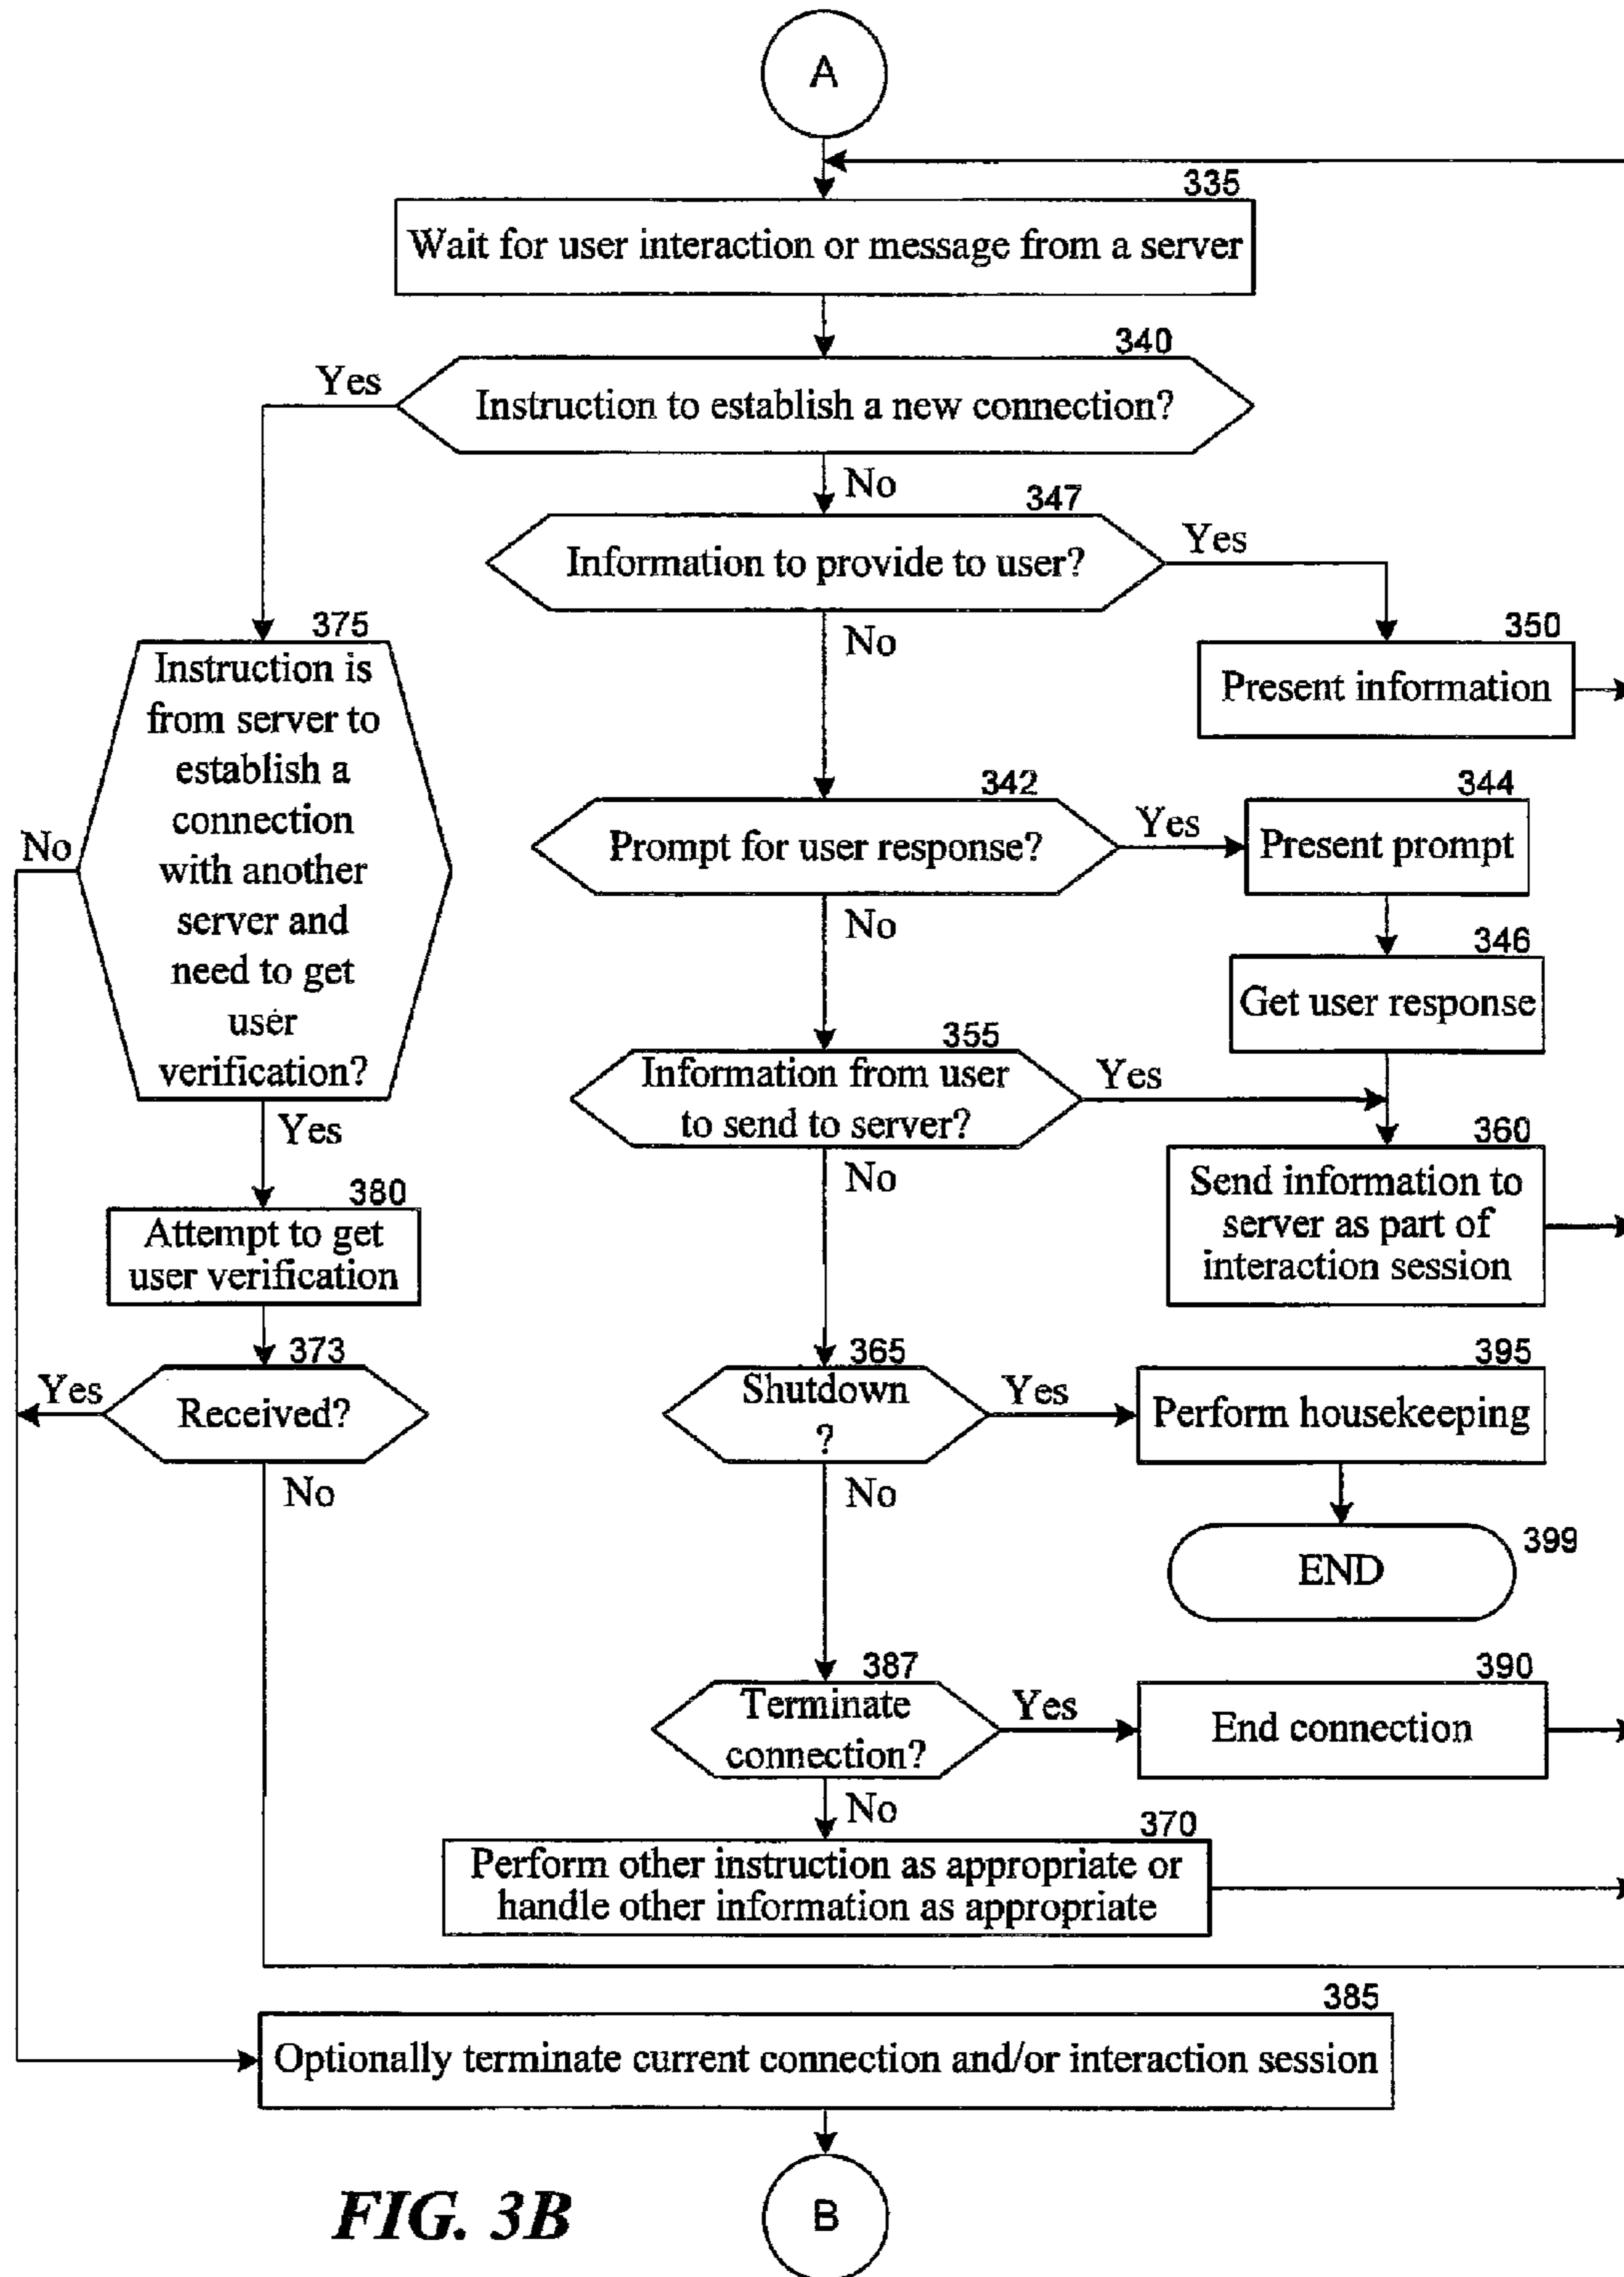 A
335
Wait for user interaction or message from a server
340
Yes
Instruction to establish a new connection?
No
347
Information to provide to user?
Yes
No
375
Instruction is
from server to
establish a
connection
with another
server and
need to get
user
verification?
No
Yes
350
Present information
342
Prompt for user response?
Yes
No
344
Present prompt
346
Get user response
355
Information from user
to send to server?
Yes
No
360
Send information to
server as part of
interaction session
380
Attempt to get
user verification
373
Received?
Yes
No
365
Shutdown
?
Yes
No
395
Perform housekeeping
END
399
387
Terminate
connection?
Yes
No
390
End connection
370
Perform other instruction as appropriate or
handle other information as appropriate
385
Optionally terminate current connection and/or interaction session
B
FIG. 3B